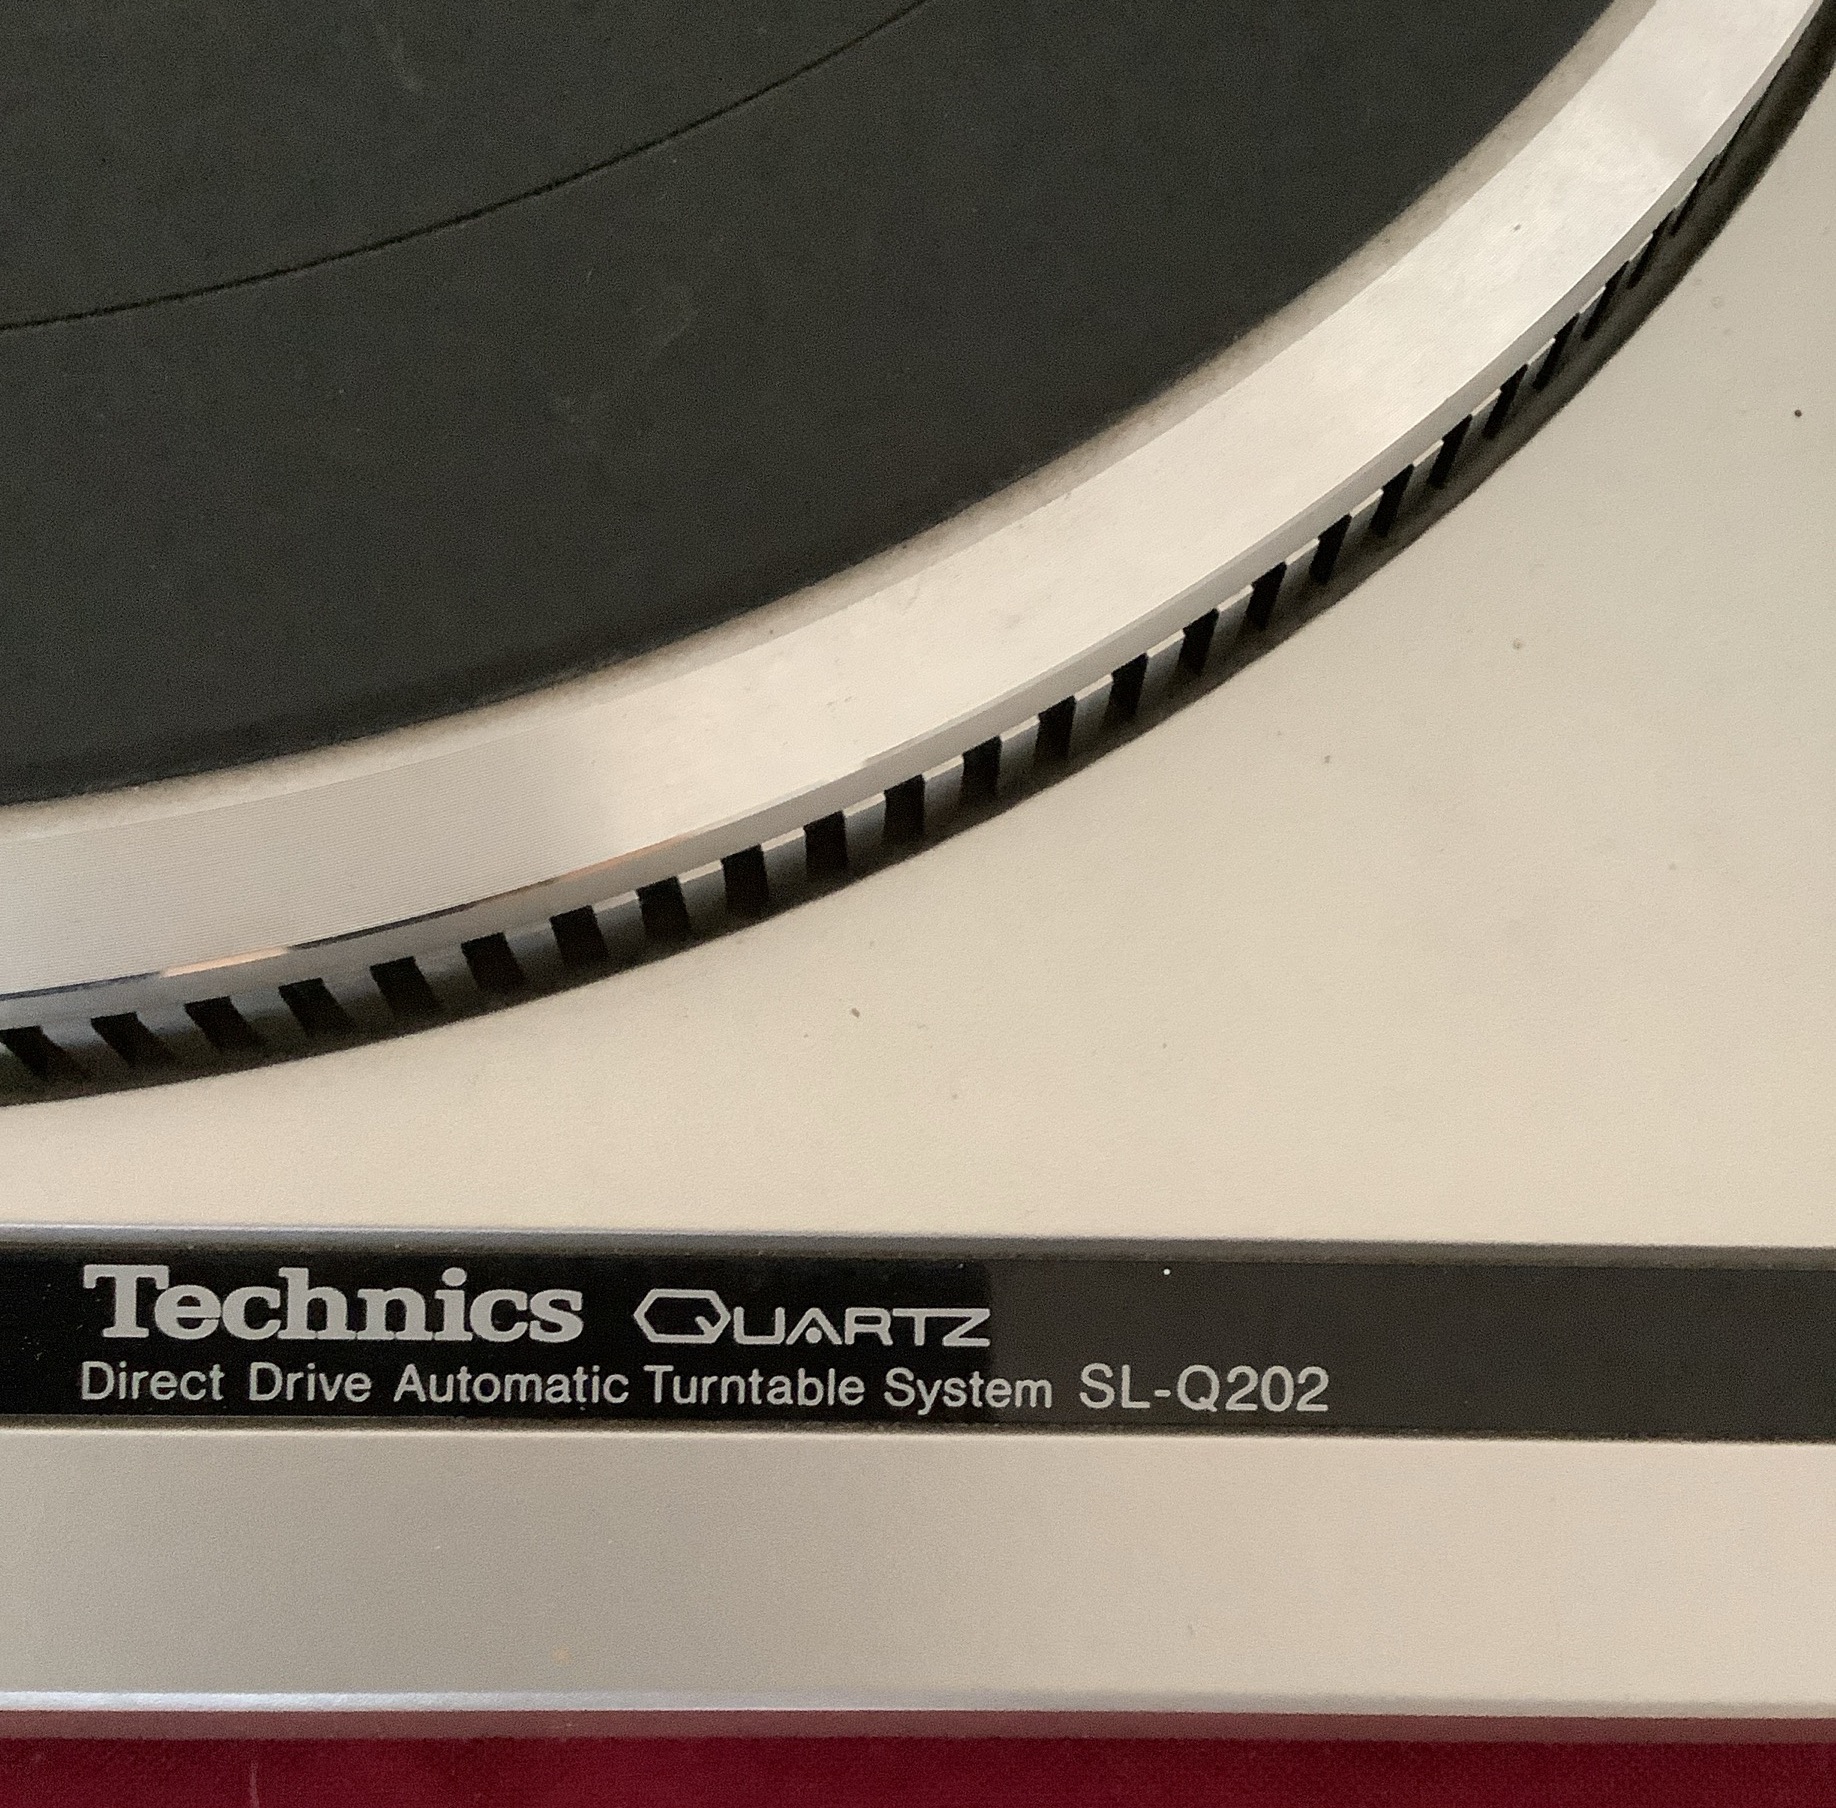 Technics QUARTZ
Direct Drive Automatic Turntable System SL-Q202